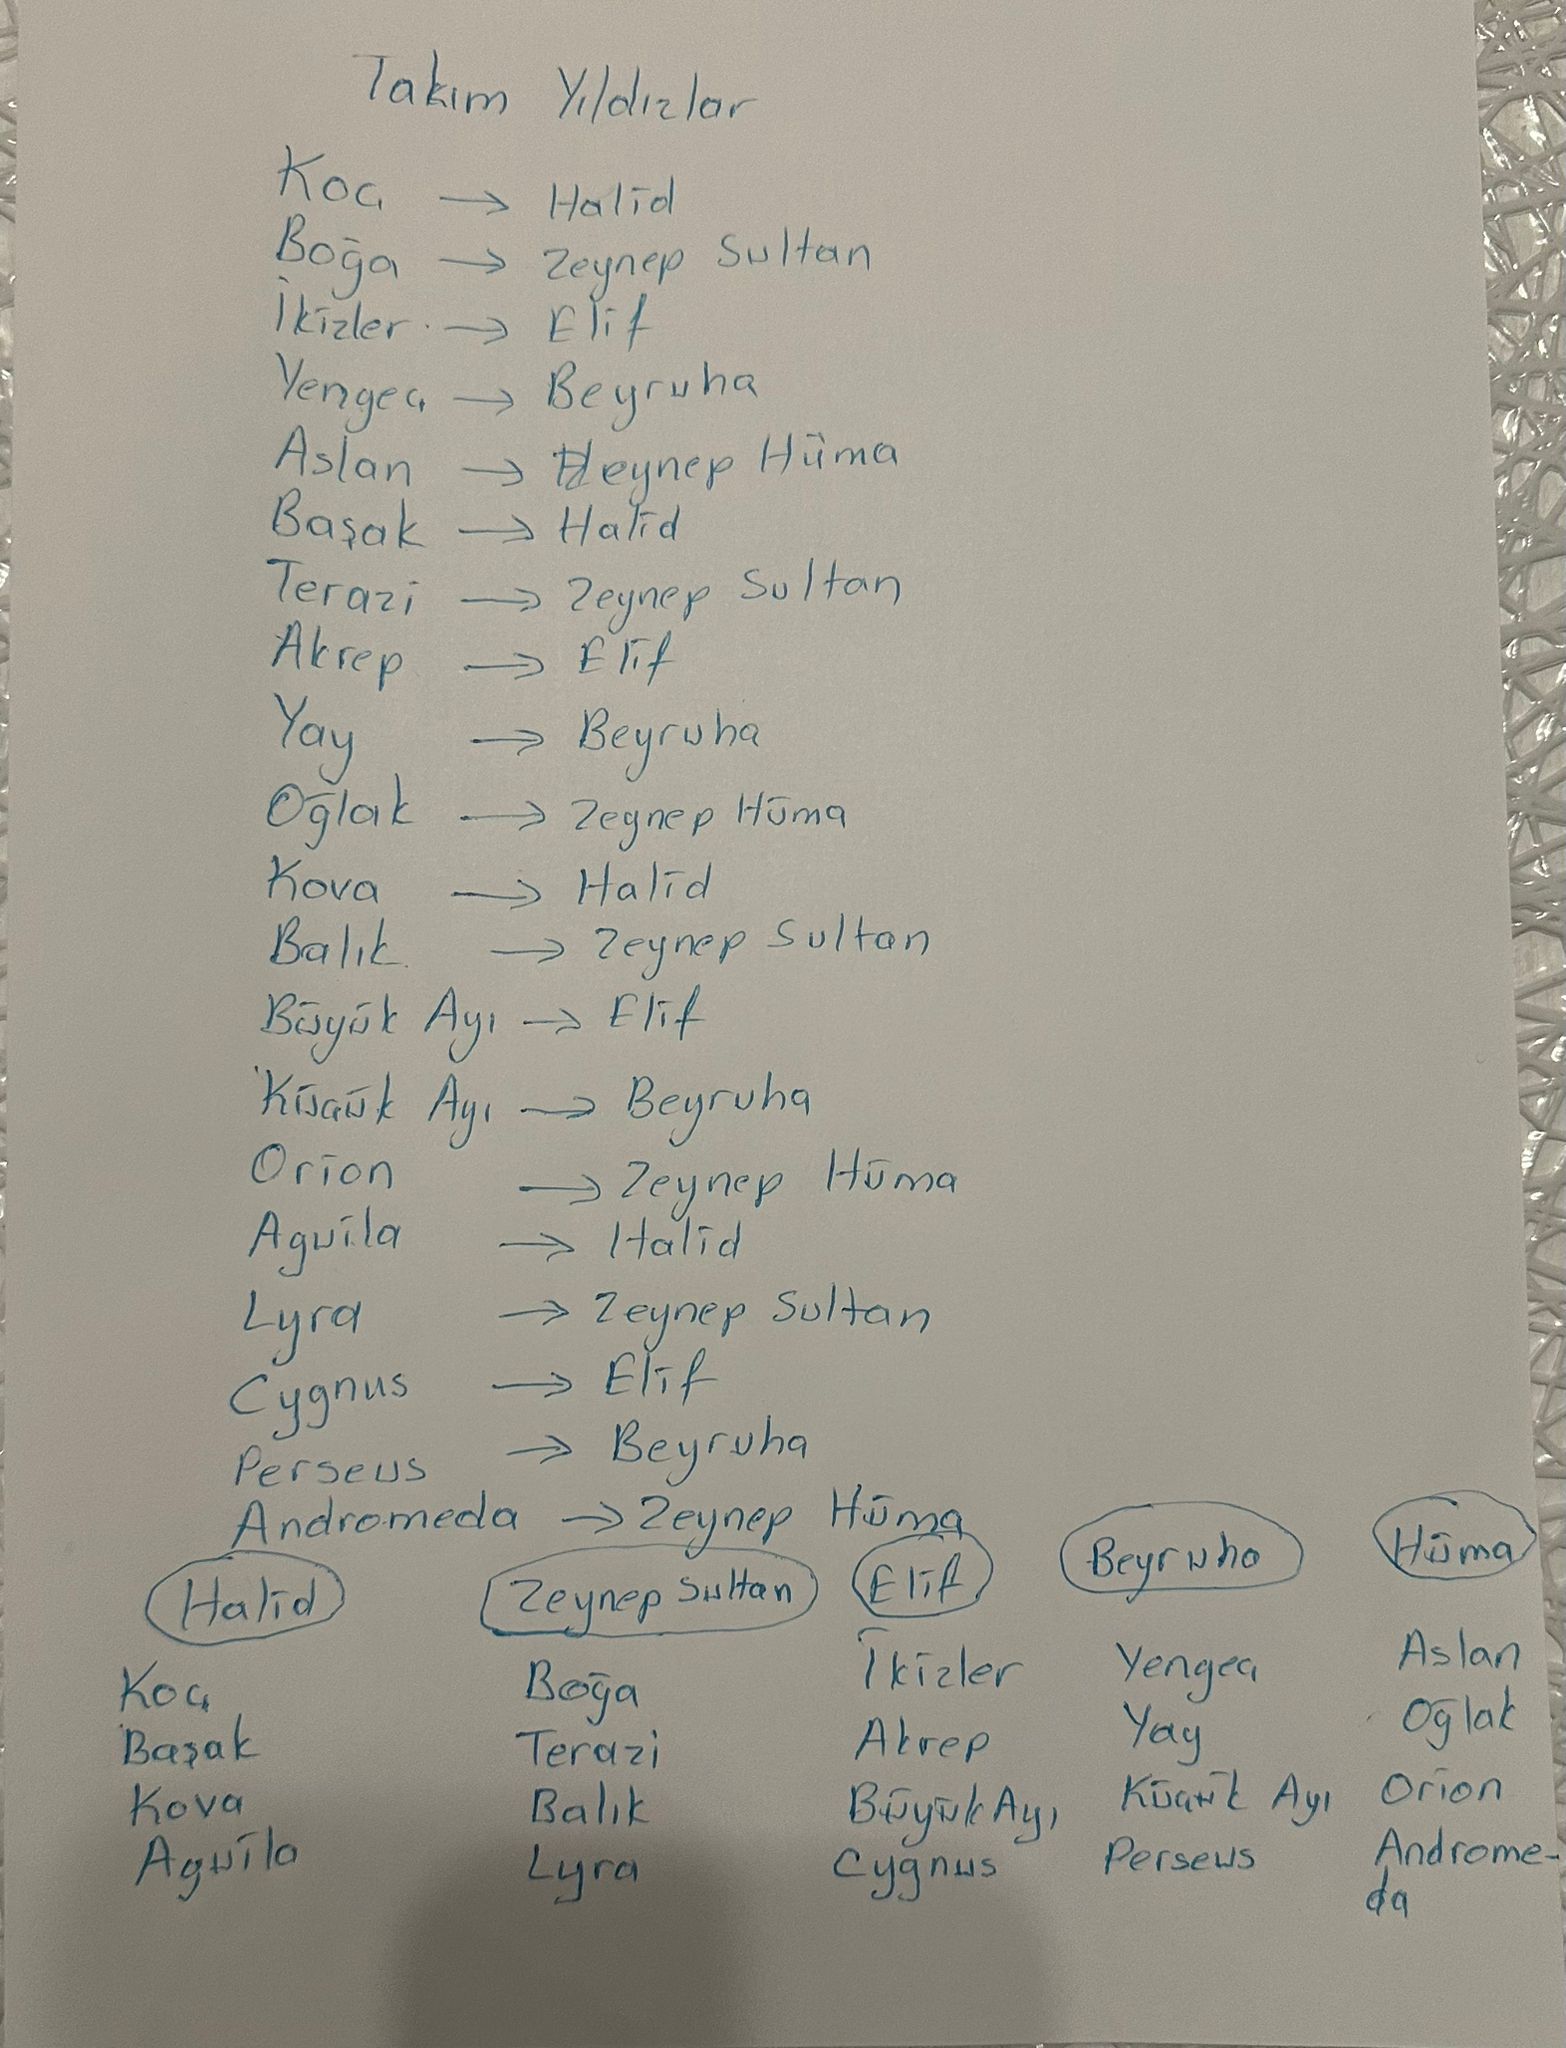 Takım Yıldızlar
Koç → Halid
Boğa → Zeynep Sultan
İkizler → Elif
Yengeç → Beyruha
Aslan → Zeynep Hüma
Başak → Halid
Terazi → Zeynep Sultan
Akrep → Elif
Yay → Beyruha
Oğlak → Zeynep Hüma
Kova → Halid
Balık → Zeynep Sultan
Büyük Ayı → Elif
Küçük Ayı → Beyruha
Orion → Zeynep Hüma
Aguila → Halid
Lyra → Zeynep Sultan
Cygnus → Elif
Perseus → Beyruha
Andromeda → Zeynep Hüma
Halid Zeynep Sultan Elif Beyruha Hüma
Koç Boğa İkizler Yengeç Aslan
Başak Terazi Akrep Yay Oğlak
Kova Balık Büyük Ayı Küçük Ayı Orion
Aguila Lyra Cygnus Perseus Androme-
da